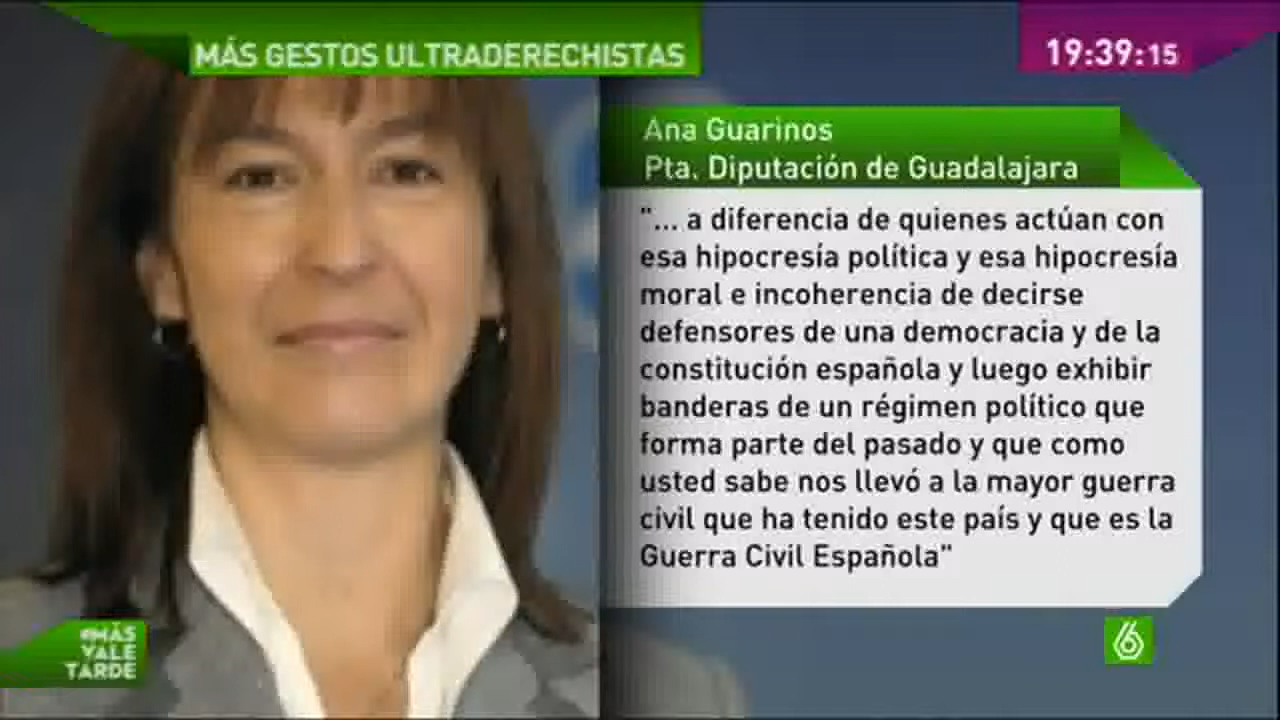 MÁS GESTOS ULTRADERECHISTAS
19:39:15
Ana Guarinos
Pta. Diputación de Guadalajara
"... a diferencia de quienes actúan con
esa hipocresía política y esa hipocresía
moral e incoherencia de decirse
defensores de una democracia y de la
constitución española y luego exhibir
banderas de un régimen político que
forma parte del pasado y que como
usted sabe nos llevó a la mayor guerra
civil que ha tenido este país y que es la
Guerra Civil Española"
#MÁS
VALE
TARDE
6